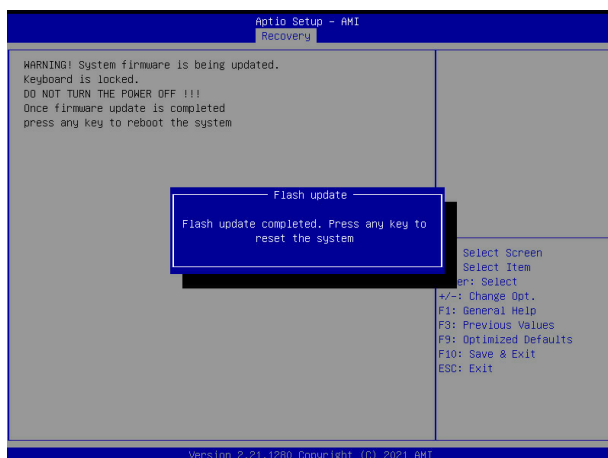 Aptio Setup - AMI
Recovery
WARNING! System firmware is being updated.
Keyboard is locked.
DO NOT TURN THE POWER OFF !!!
Once firmware update is completed
press any key to reboot the system
Flash update
Flash update completed. Press any key to
reset the system
Select Screen
Select Item
er: Select
+/-: Change Opt.
F1: General Help
F3: Previous Values
F9: Optimized Defaults
F10: Save & Exit
ESC: Exit
Version 2.21.1280 Copyright (C) 2021 AMI